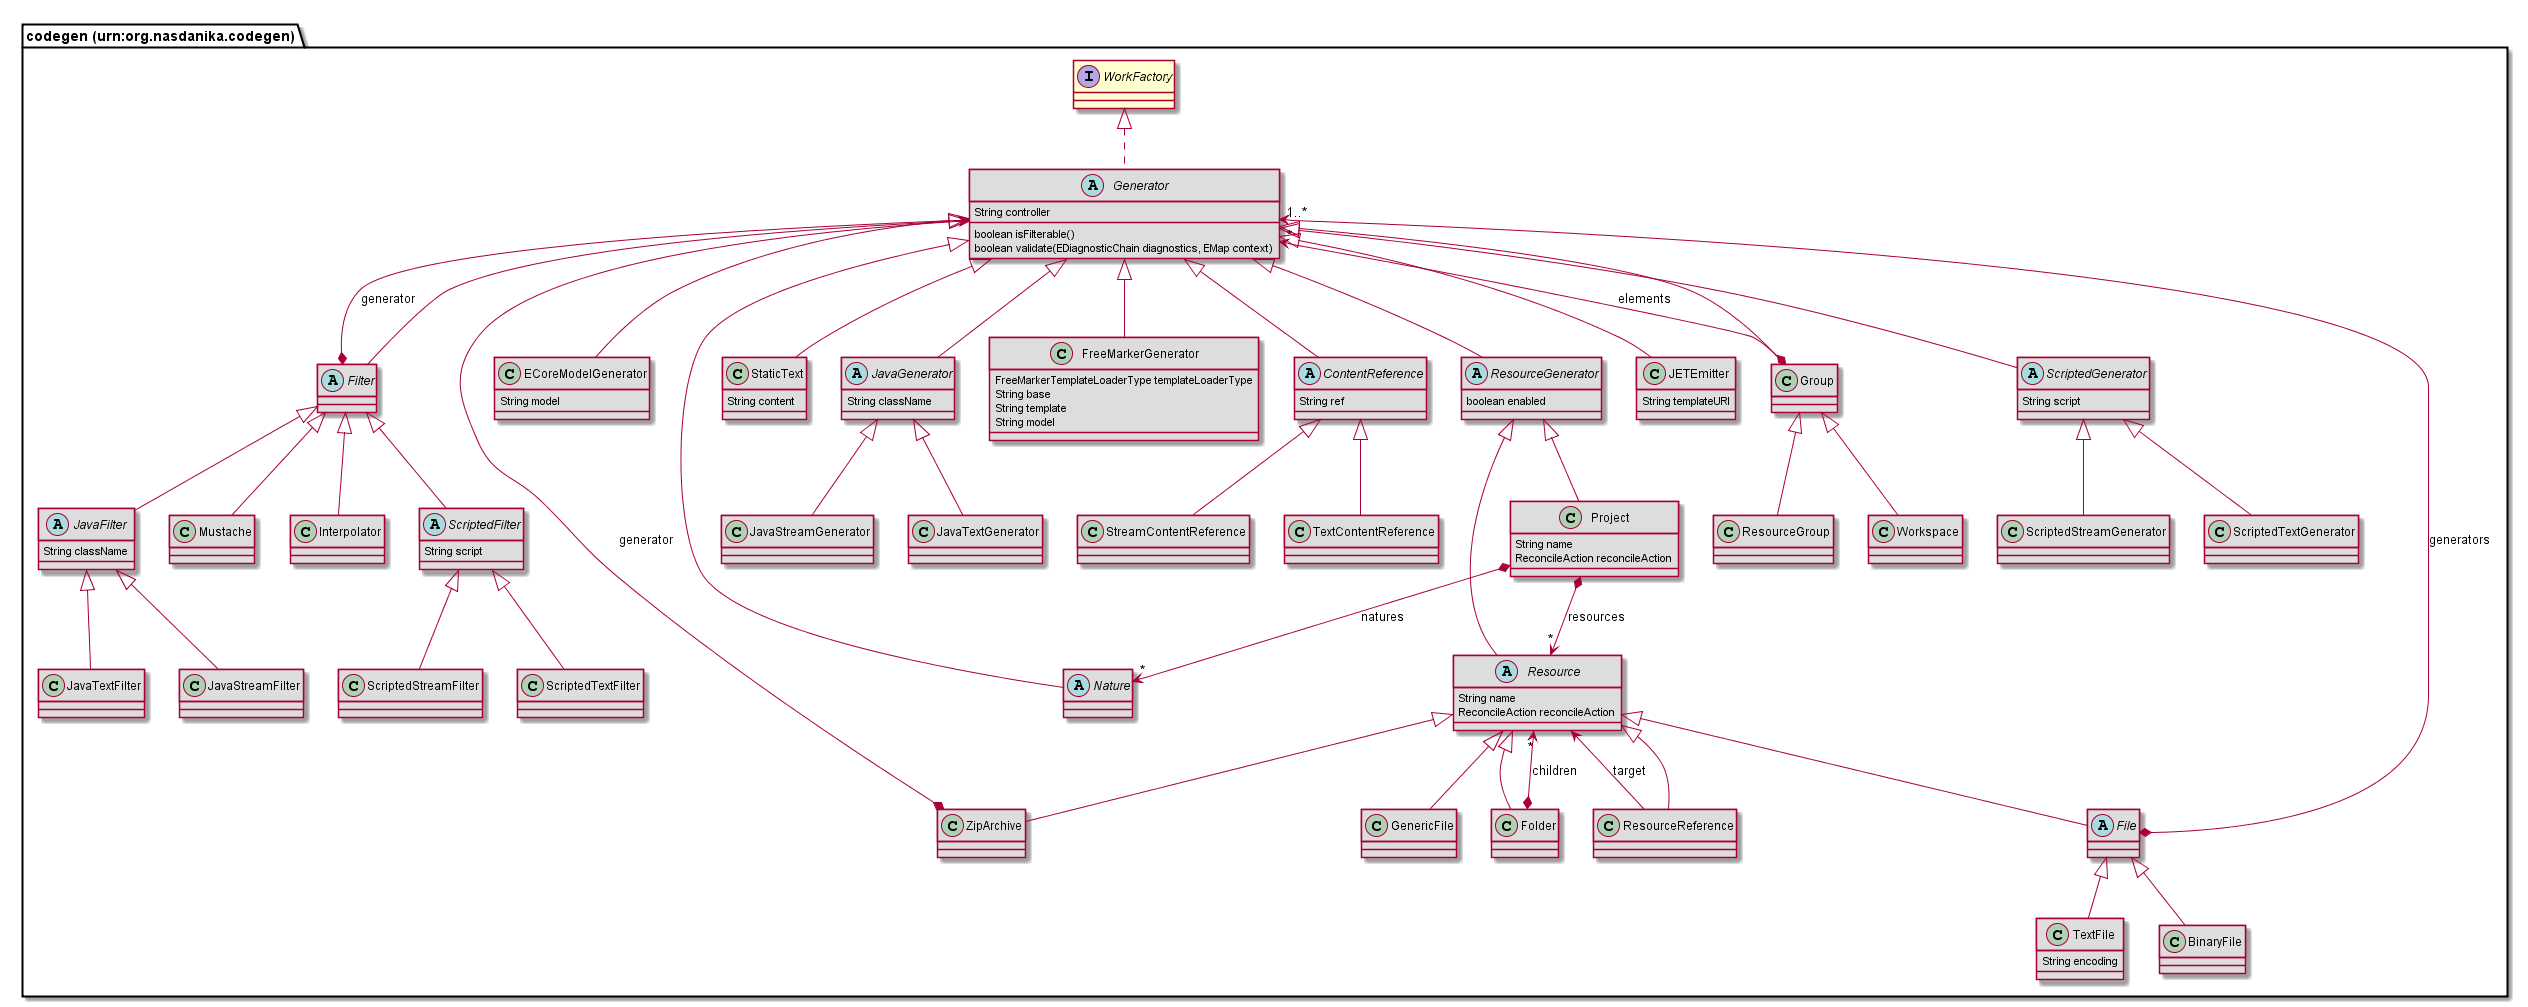 codegen (urn:org.nasdanika.codegen)
I WorkFactory
A Generator
String controller
boolean isFilterable()
boolean validate(EDiagnosticChain diagnostics, EMap context)
1..*
*
generator
elements
A Filter
C ECoreModelGenerator
String model
C StaticText
String content
A JavaGenerator
String className
C FreeMarkerGenerator
FreeMarkerTemplateLoaderType templateLoaderType
String base
String template
String model
A ContentReference
String ref
A ResourceGenerator
boolean enabled
C JETEmitter
String templateURI
C Group
A ScriptedGenerator
String script
A JavaFilter
String className
C Mustache
C Interpolator
A ScriptedFilter
String script
generator
C JavaStreamGenerator
C JavaTextGenerator
C StreamContentReference
C TextContentReference
C Project
String name
ReconcileAction reconcileAction
C ResourceGroup
C Workspace
C ScriptedStreamGenerator
C ScriptedTextGenerator
generators
natures
resources
*
*
C JavaTextFilter
C JavaStreamFilter
C ScriptedStreamFilter
C ScriptedTextFilter
A Nature
A Resource
String name
ReconcileAction reconcileAction
*
children
target
C ZipArchive
C GenericFile
C Folder
C ResourceReference
A File
C TextFile
String encoding
C BinaryFile